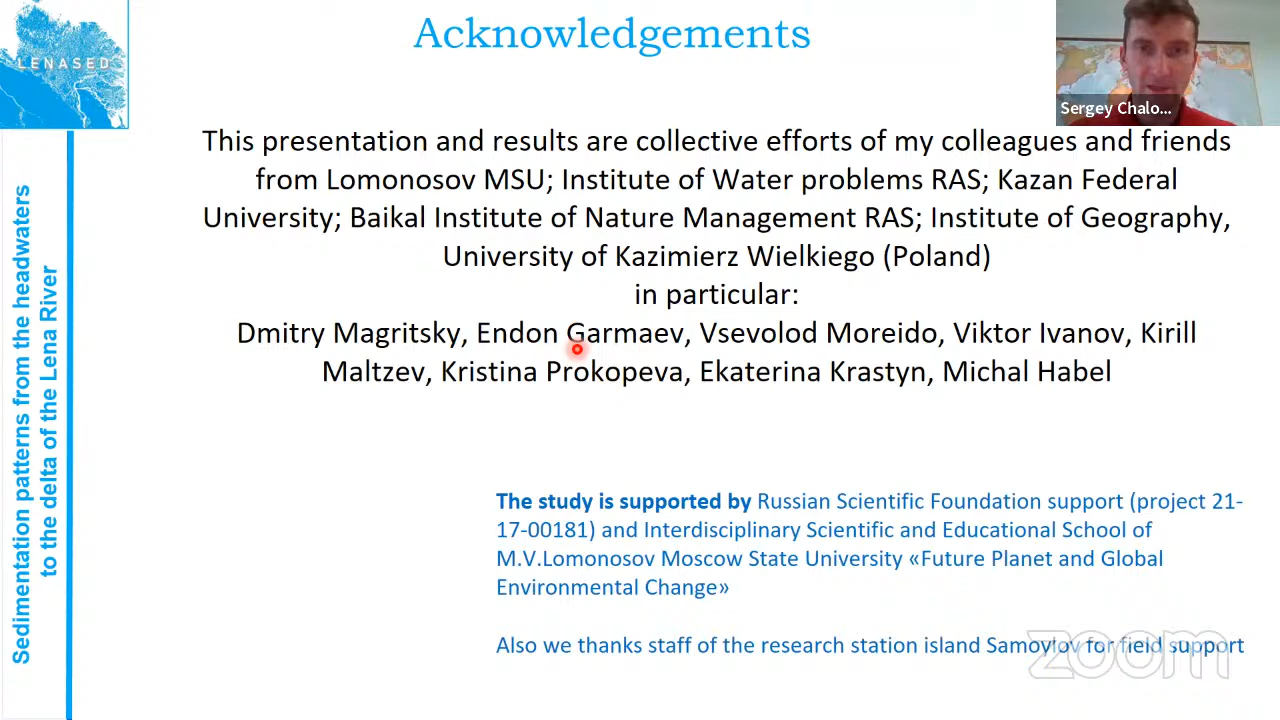 Acknowledgements
LENASED
Sergey Chalo...
This presentation and results are collective efforts of my colleagues and friends
from Lomonosov MSU; Institute of Water problems RAS; Kazan Federal
University; Baikal Institute of Nature Management RAS; Institute of Geography,
University of Kazimierz Wielkiego (Poland)
in particular:
Dmitry Magritsky, Endon Garmaev, Vsevolod Moreido, Viktor Ivanov, Kirill
Maltzev, Kristina Prokopeva, Ekaterina Krastyn, Michal Habel
Sedimentation patterns from the headwaters
to the delta of the Lena River
The study is supported by Russian Scientific Foundation support (project 21-
17-00181) and Interdisciplinary Scientific and Educational School of
M.V.Lomonosov Moscow State University «Future Planet and Global
Environmental Change»
Also we thanks staff of the research station island Samoylov for field support
zoom